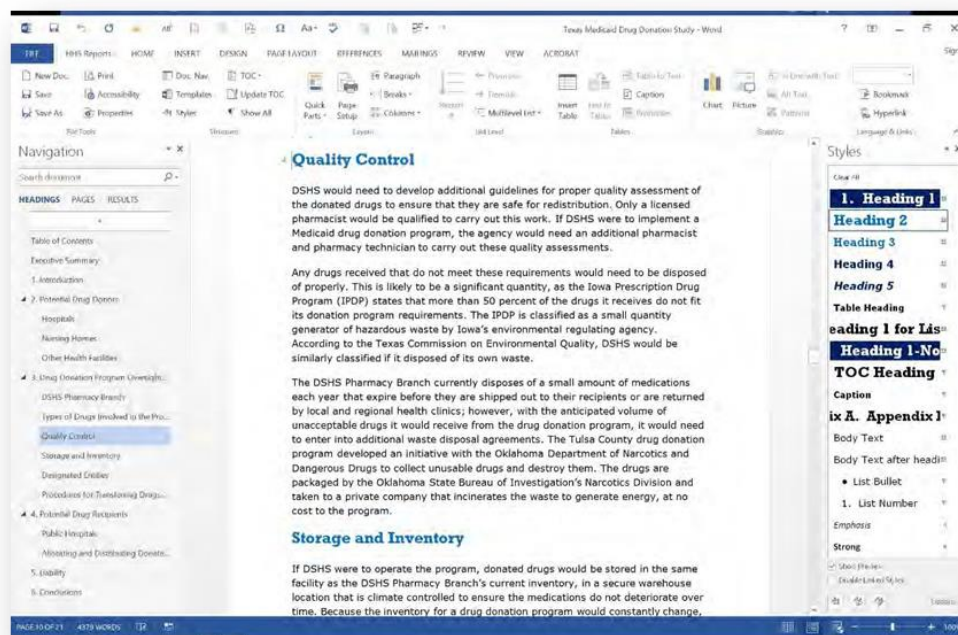 Texas Medicaid Drug Donation Study - Word
HHS Reports HOME INSERT DESIGN PAGE LAYOUT REFERENCES MAILINGS REVIEW VIEW ACROBAT
New Doc Print Doc. Nav. TOC Paragraph
Save Accessibility Templates Update TOC Quick Parts Page Setup Breaks Insert Table Caption Chart Picture Bookmark
Save As Properties Styles Show All Columns Multilevel List Hyperlink
Structure Layout List Level Tables Graphics Language & Links
Navigation
Search document
HEADINGS PAGES RESULTS
Table of Contents
Executive Summary
1. Introduction
2. Potential Drug Donors
Hospitals
Nursing Homes
Other Health Facilities
3. Drug Donation Program Oversight...
DSHS Pharmacy Branch
Types of Drugs Involved in the Pro...
Quality Control
Storage and Inventory
Designated Entities
Procedures for Transferring Drugs...
4. Potential Drug Recipients
Public Hospitals
Allocating and Distributing Donate...
5. Liability
6. Conclusions
Quality Control
DSHS would need to develop additional guidelines for proper quality assessment of
the donated drugs to ensure that they are safe for redistribution. Only a licensed
pharmacist would be qualified to carry out this work. If DSHS were to implement a
Medicaid drug donation program, the agency would need an additional pharmacist
and pharmacy technician to carry out these quality assessments.
Any drugs received that do not meet these requirements would need to be disposed
of properly. This is likely to be a significant quantity, as the Iowa Prescription Drug
Program (IPDP) states that more than 50 percent of the drugs it receives do not fit
its donation program requirements. The IPDP is classified as a small quantity
generator of hazardous waste by Iowa's environmental regulating agency.
According to the Texas Commission on Environmental Quality, DSHS would be
similarly classified if it disposed of its own waste.
The DSHS Pharmacy Branch currently disposes of a small amount of medications
each year that expire before they are shipped out to their recipients or are returned
by local and regional health clinics; however, with the anticipated volume of
unacceptable drugs it would receive from the drug donation program, it would need
to enter into additional waste disposal agreements. The Tulsa County drug donation
program developed an initiative with the Oklahoma Department of Narcotics and
Dangerous Drugs to collect unusable drugs and destroy them. The drugs are
packaged by the Oklahoma State Bureau of Investigation's Narcotics Division and
taken to a private company that incinerates the waste to generate energy, at no
cost to the program.
Storage and Inventory
If DSHS were to operate the program, donated drugs would be stored in the same
facility as the DSHS Pharmacy Branch's current inventory, in a secure warehouse
location that is climate controlled to ensure the medications do not deteriorate over
time. Because the inventory for a drug donation program would constantly change,
Styles
Clear All
1. Heading 1
Heading 2
Heading 3
Heading 4
Heading 5
Table Heading
eading 1 for Lis
Heading 1-No
TOC Heading
Caption
ix A. Appendix
Body Text
Body Text after headi
• List Bullet
1. List Number
Emphasis
Strong
Show Preview
Disable Linked Styles
PAGE 10 OF 21 4379 WORDS